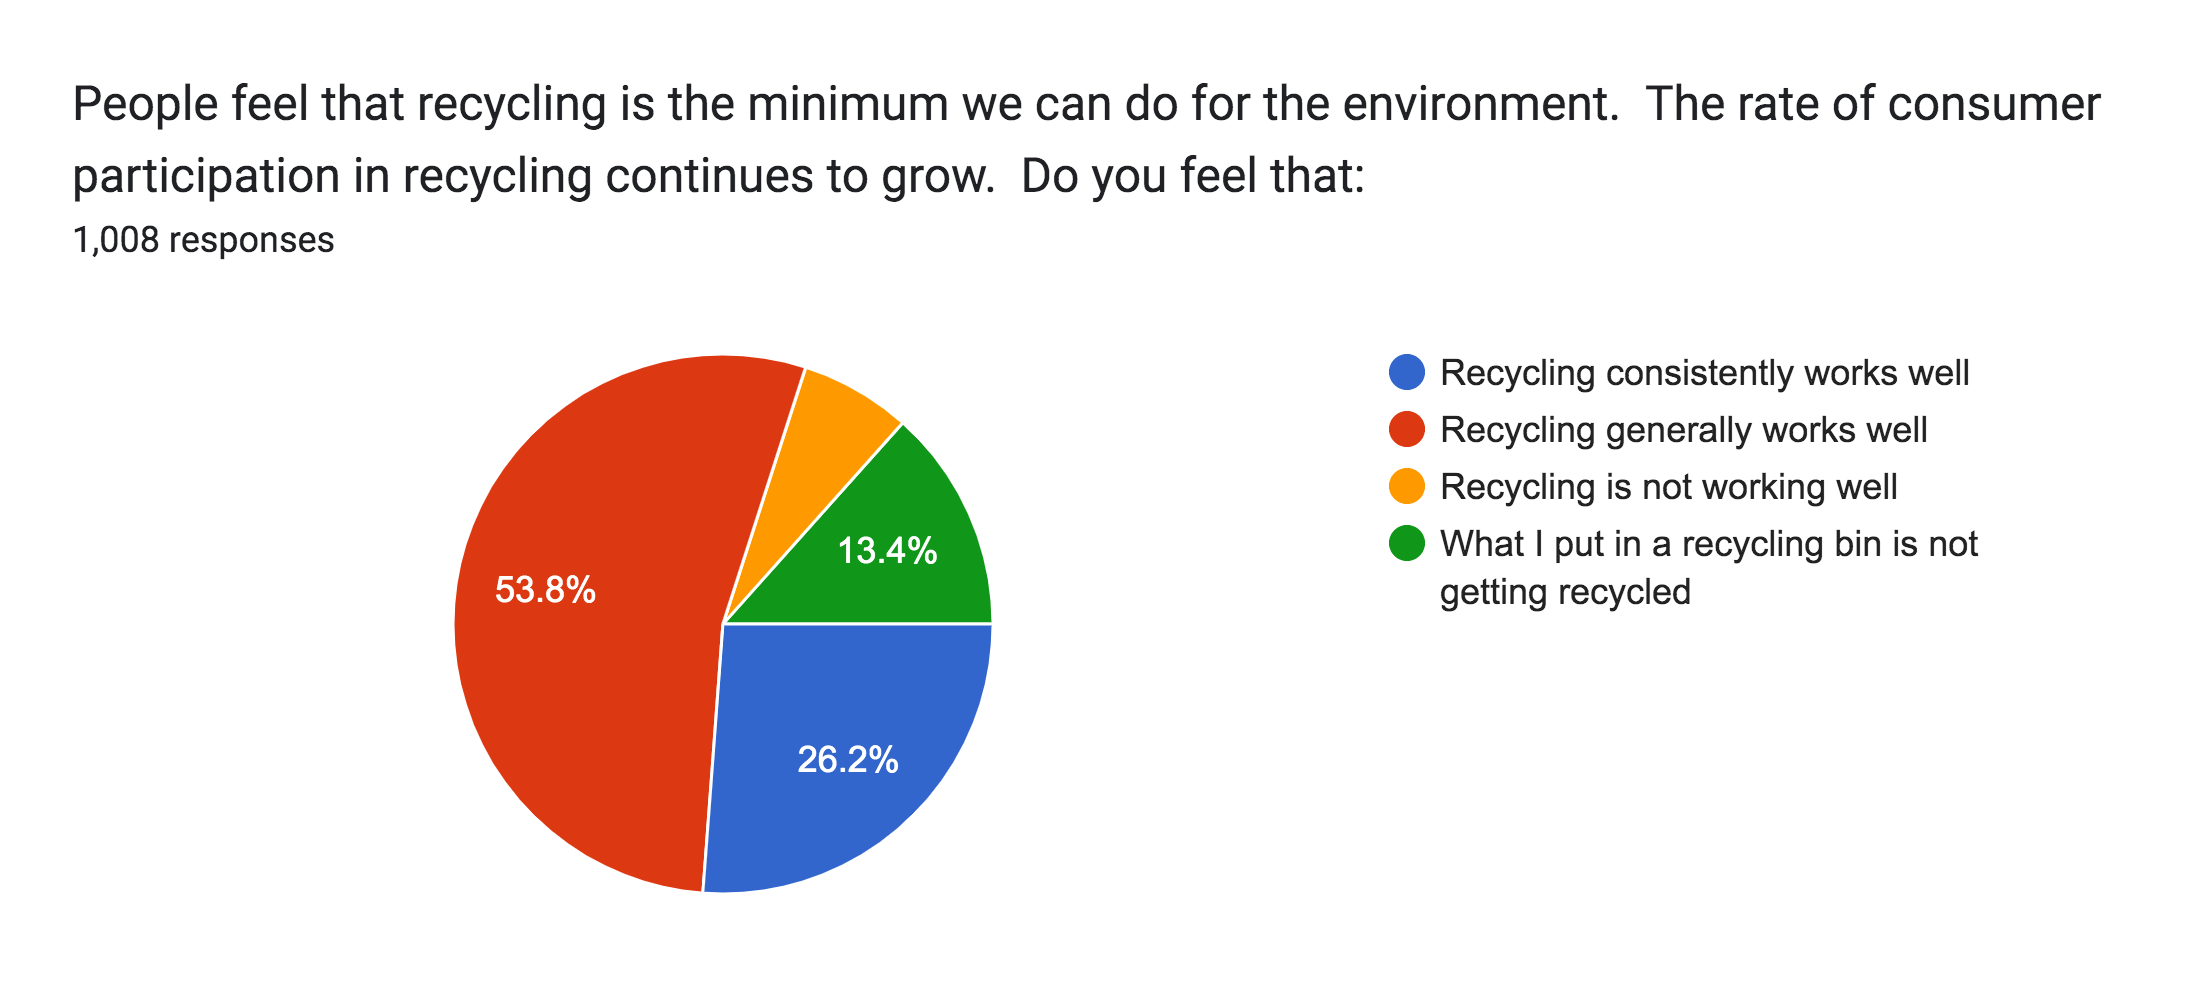 People feel that recycling is the minimum we can do for the environment.  The rate of consumer
participation in recycling continues to grow.  Do you feel that:
1,008 responses
Recycling consistently works well
Recycling generally works well
Recycling is not working well
What I put in a recycling bin is not
getting recycled
13.4%
53.8%
26.2%